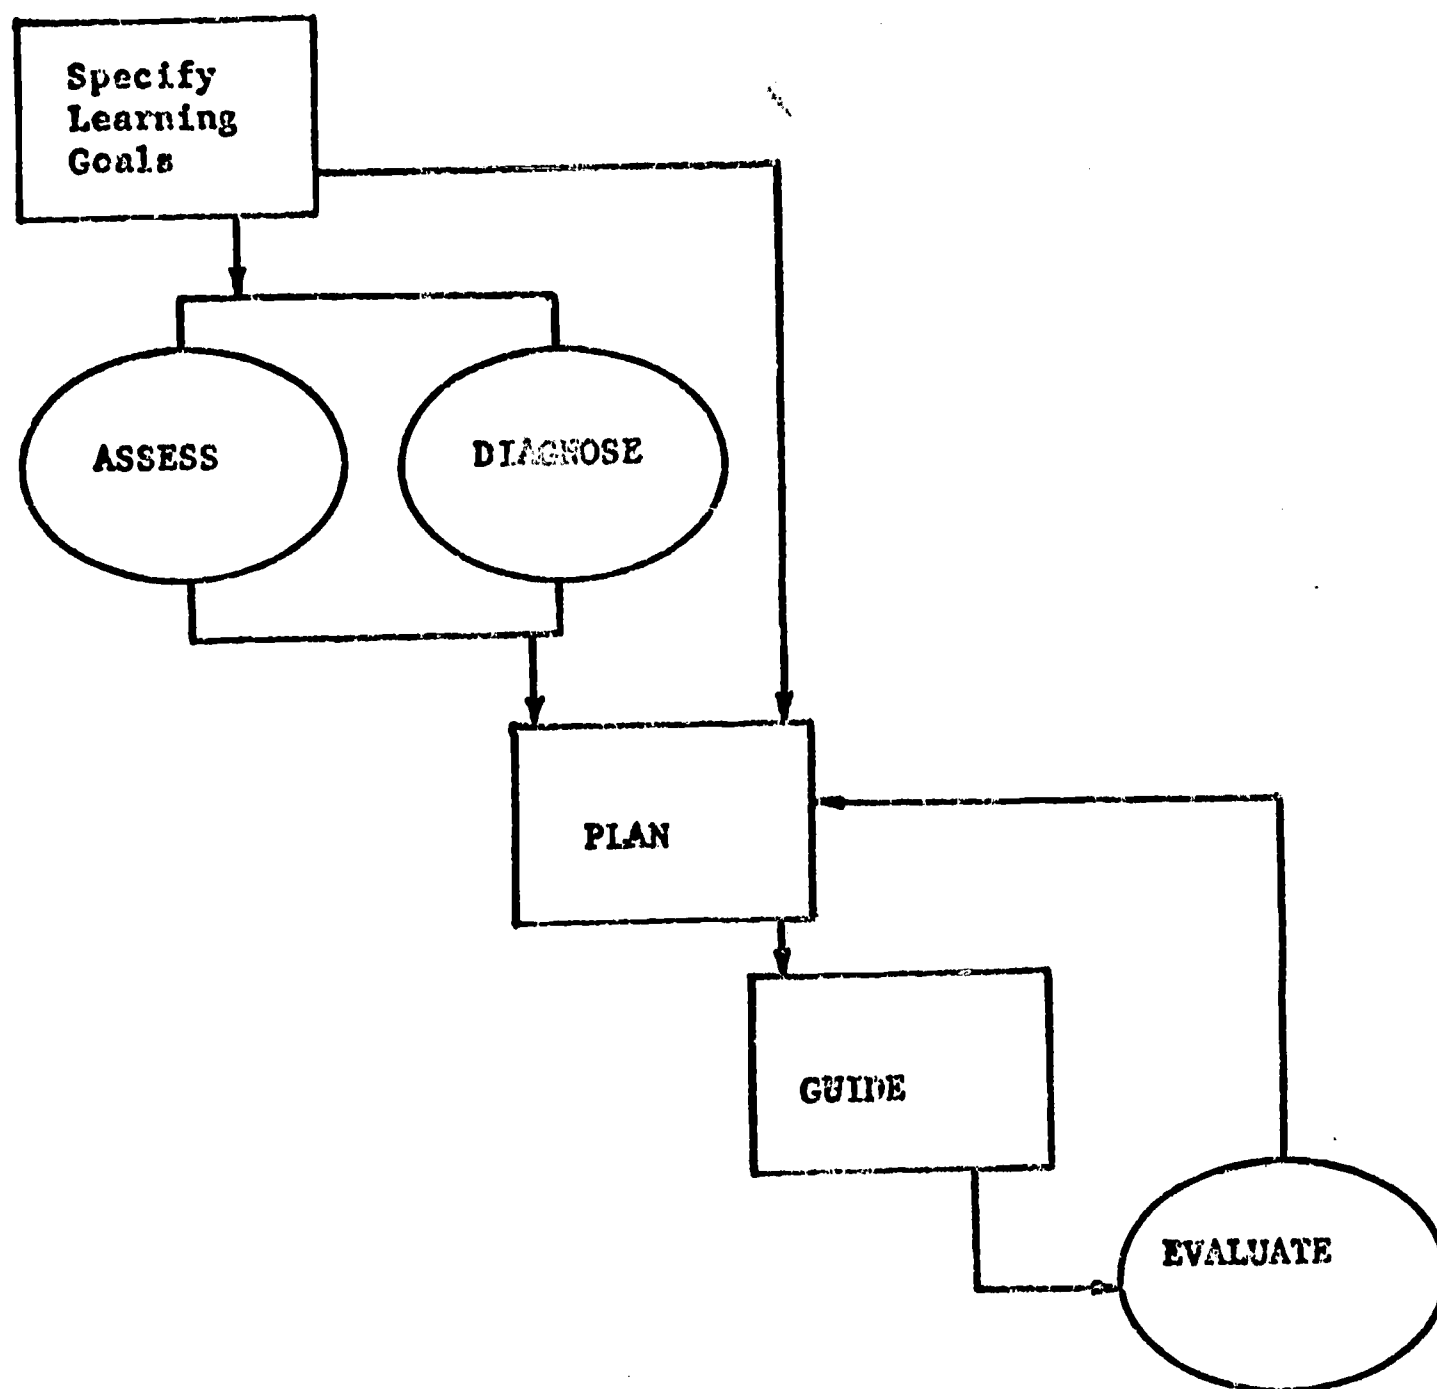 Specify
Learning
Goals
ASSESS
DIAGNOSE
PLAN
GUIDE
EVALUATE